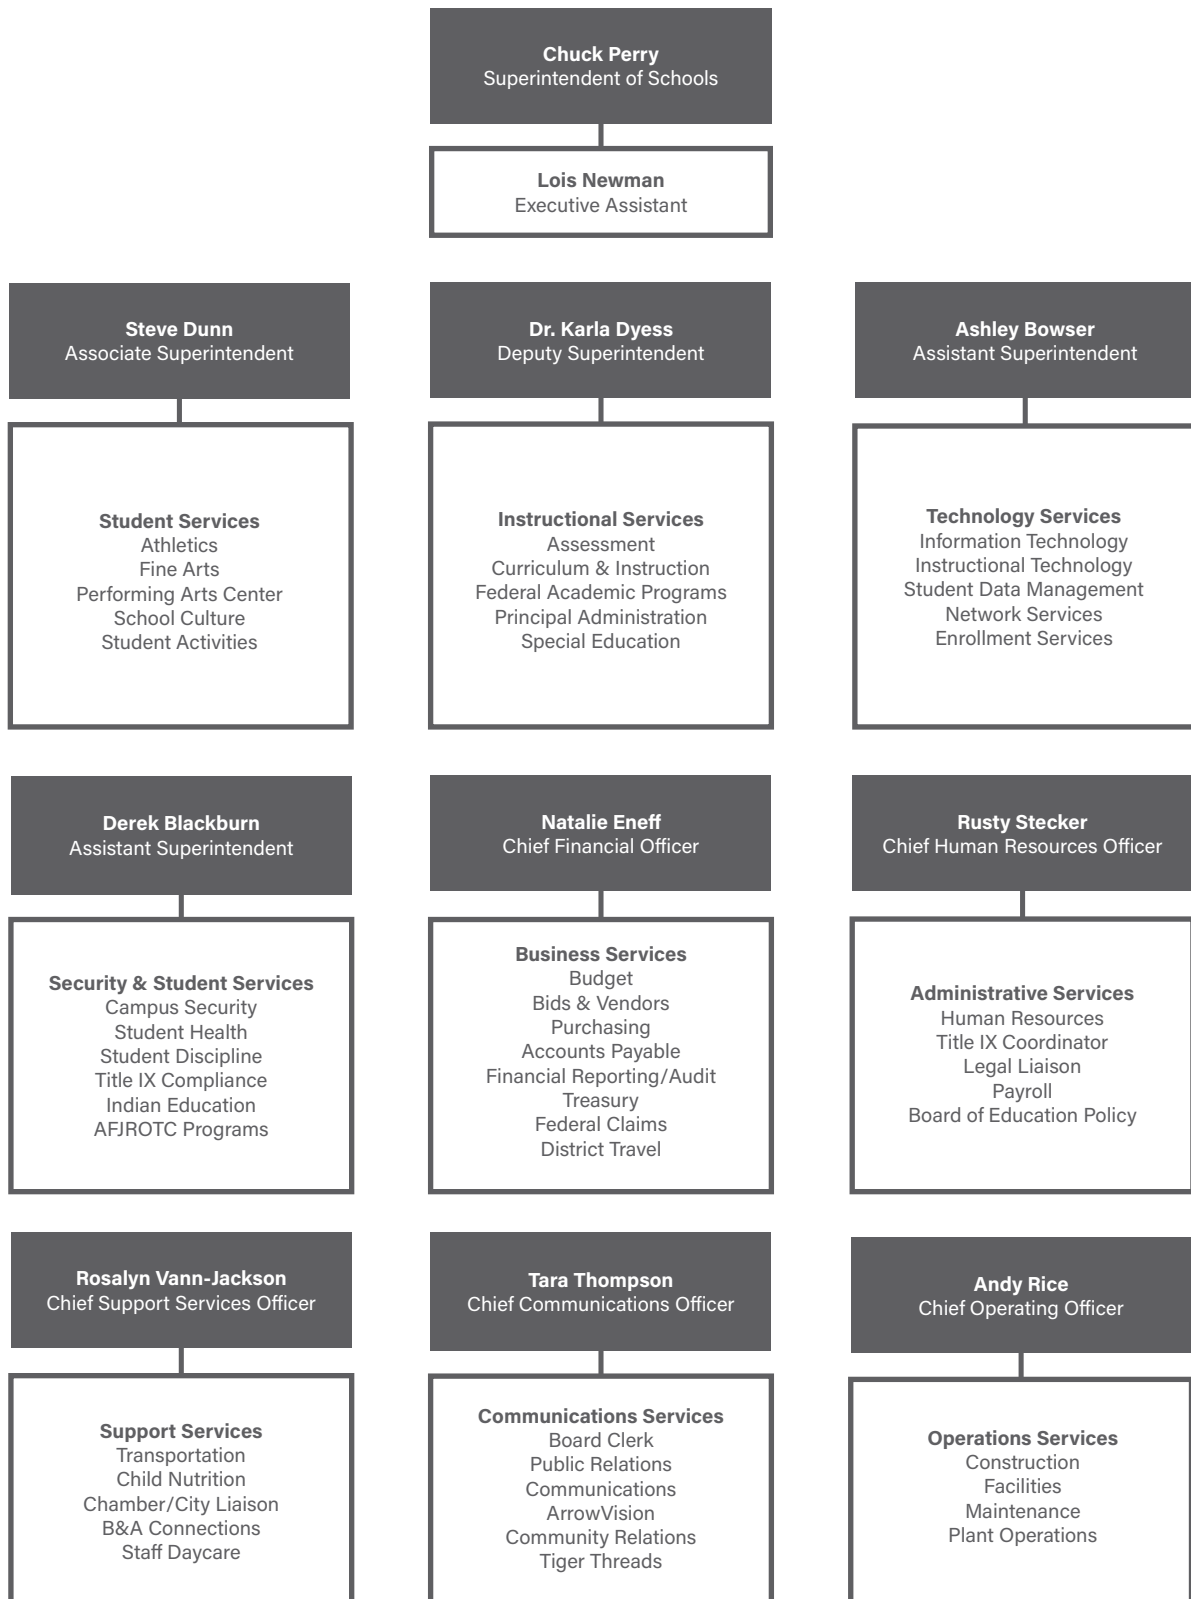 Chuck Perry
Superintendent of Schools
Lois Newman
Executive Assistant
Steve Dunn
Associate Superintendent
Student Services
Athletics
Fine Arts
Performing Arts Center
School Culture
Student Activities
Dr. Karla Dyess
Deputy Superintendent
Instructional Services
Assessment
Curriculum & Instruction
Federal Academic Programs
Principal Administration
Special Education
Ashley Bowser
Assistant Superintendent
Technology Services
Information Technology
Instructional Technology
Student Data Management
Network Services
Enrollment Services
Derek Blackburn
Assistant Superintendent
Security & Student Services
Campus Security
Student Health
Student Discipline
Title IX Compliance
Indian Education
AFJROTC Programs
Natalie Eneff
Chief Financial Officer
Business Services
Budget
Bids & Vendors
Purchasing
Accounts Payable
Financial Reporting/Audit
Treasury
Federal Claims
District Travel
Rusty Stecker
Chief Human Resources Officer
Administrative Services
Human Resources
Title IX Coordinator
Legal Liaison
Payroll
Board of Education Policy
Rosalyn Vann-Jackson
Chief Support Services Officer
Support Services
Transportation
Child Nutrition
Chamber/City Liaison
B&A Connections
Staff Daycare
Tara Thompson
Chief Communications Officer
Communications Services
Board Clerk
Public Relations
Communications
ArrowVision
Community Relations
Tiger Threads
Andy Rice
Chief Operating Officer
Operations Services
Construction
Facilities
Maintenance
Plant Operations